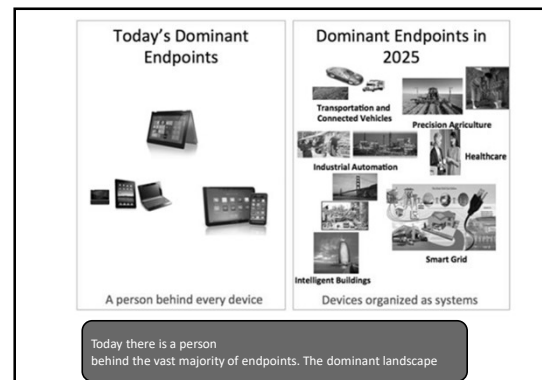 Today's Dominant
Endpoints
A person behind every device
Dominant Endpoints in
2025
Transportation and
Connected Vehicles
Precision Agriculture
Industrial Automation
Healthcare
Smart Grid
Intelligent Buildings
Devices organized as systems
Today there is a person
behind the vast majority of endpoints. The dominant landscape